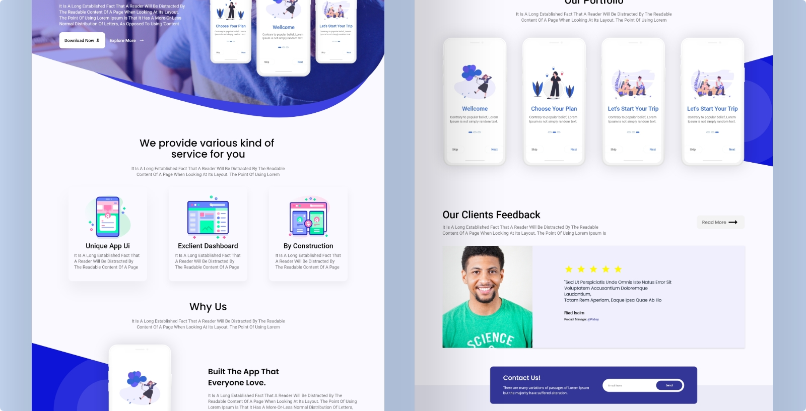 It Is A Long Established Fact That A Reader Will Be Distracted By
The Readable Content Of A Page When Looking At Its Layout.
Normal Distribution Of Letters, As Opposed To Using Content
Download Now
Explore More
Welcome
Choose Your Plan
Let's Start Your Trip
We provide various kind of
service for you
It Is A Long Established Fact That A Reader Will Be Distracted By The Readable
Content Of A Page When Looking At Its Layout. The Point Of Using Lorem
Unique App Ui
It Is A Long Established Fact That
A Reader Will Be Distracted By
The Readable Content Of A Page
Exclient Dashboard
It Is A Long Established Fact That
A Reader Will Be Distracted By
The Readable Content Of A Page
By Construction
It Is A Long Established Fact That
A Reader Will Be Distracted By
The Readable Content Of A Page
Why Us
It Is A Long Established Fact That A Reader Will Be Distracted By The Readable
Content Of A Page When Looking At Its Layout. The Point Of Using Lorem
Built The App That
Everyone Love.
It Is A Long Established Fact That A Reader Will Be Distracted By The
Readable Content Of A Page When Looking At Its Layout. The Point Of Using
Lorem Ipsum Is That It Has A More-Or-Less Normal Distribution Of Letters,
Our Portfolio
It Is A Long Established Fact That A Reader Will Be Distracted By The Readable
Content Of A Page When Looking At Its Layout. The Point Of Using Lorem
Wellcome
Skip
Next
Choose Your Plan
Skip
Next
Let's Start Your Trip
Skip
Next
Let's Start Your Trip
Skip
Next
Our Clients Feedback
It Is A Long Established Fact That A Reader Will Be Distracted By The Readable
Content Of A Page When Looking At Its Layout. The Point Of Using Lorem Ipsum Is
Read More
SCIENCE
"Sed Ut Perspiciatis Unde Omnis Iste Natus Error Sit
Voluptatem Accusantium Doloremque
Laudantium,
Totam Rem Aperiam, Eaque Ipsa Quae Ab Illo
Contact Us!
There are many variations of passages of Lorem Ipsum
but the majority have suffered alteration.
Send